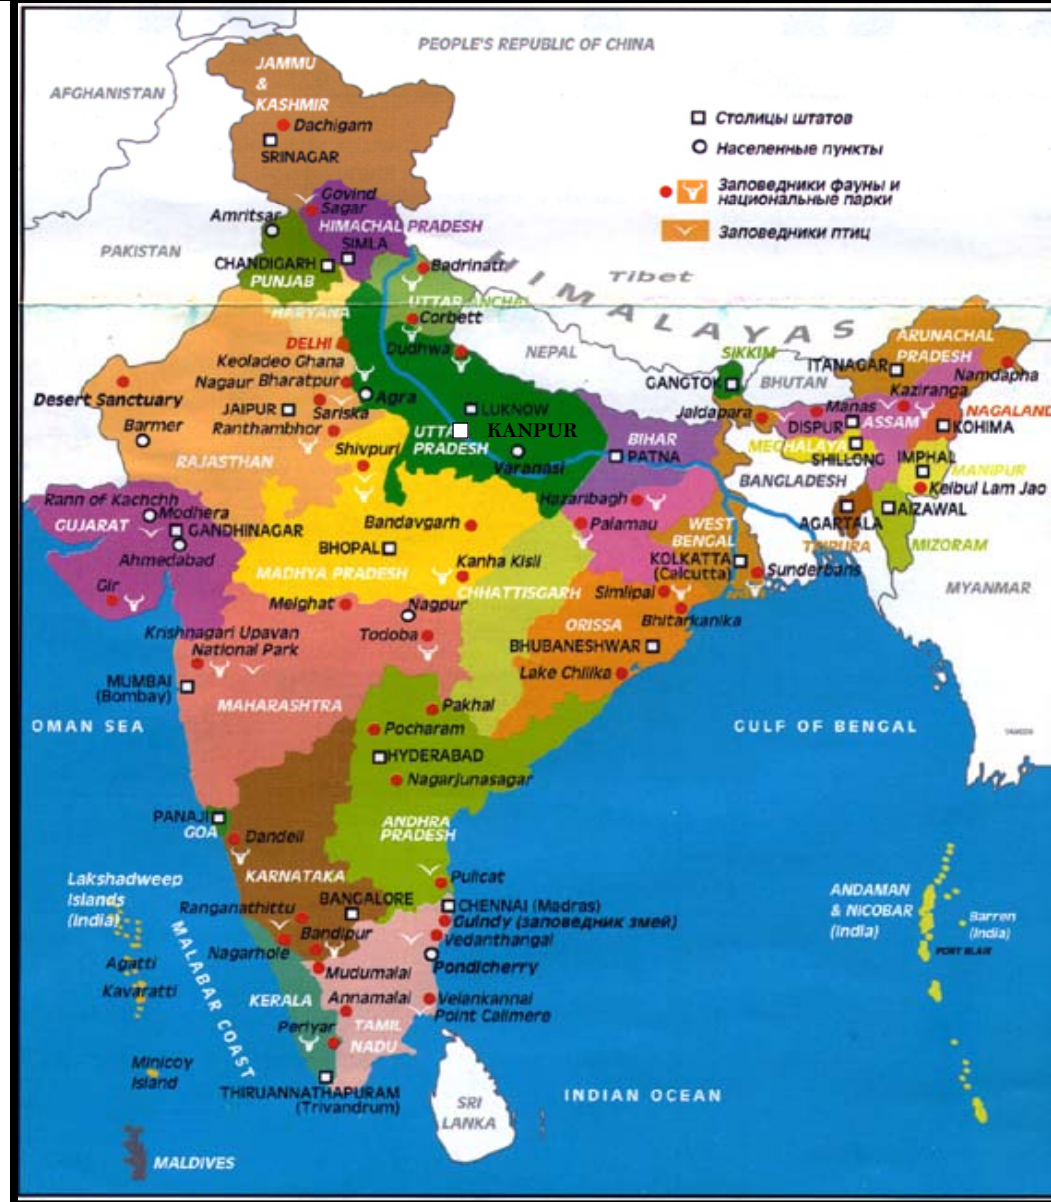 PEOPLE'S REPUBLIC OF CHINA
AFGHANISTAN
JAMMU
&
KASHMIR
Dachigam
SRINAGAR
Столицы штатов
Населенные пункты
Заповедники фауны и
национальные парки
Заповедники птиц
Govind
Sagar
Amritsar
HIMACHAL PRADESH
SIMLA
PAKISTAN
CHANDIGARH
PUNJAB
Badrinath
HIMALAYAS
Tibet
UTTARANCHAL
HARYANA
Corbett
DELHI
Dudhwa
NEPAL
SIKKIM
ARUNACHAL
PRADESH
ITANAGAR
Keoladeo Ghana
Nagaur Bharatpur
Agra
GANGTOK
BHUTAN
Namdapha
Kaziranga
Desert Sanctuary
JAIPUR
Sariska
LUKNOW
Jaldapara
Manas
DISPUR
ASSAM
NAGALAND
KOHIMA
Barmer
Ranthambhor
UTTAR
PRADESH
KANPUR
BIHAR
PATNA
MEGHALAYA
SHILLONG
IMPHAL
MANIPUR
RAJASTHAN
Shivpuri
Varanasi
BANGLADESH
Keibul Lam Jao
Rann of Kachchh
Modhera
GUJARAT
GANDHINAGAR
Ahmedabad
Bandavgarh
Hazaribagh
Palamau
WEST
BENGAL
AGARTALA
TRIPURA
AIZAWAL
MIZORAM
BHOPAL
MADHYA PRADESH
Kanha Kisli
CHHATTISGARH
KOLKATTA
(Calcutta)
Sunderbans
MYANMAR
Gir
Melghat
Nagpur
Simlipal
Bhitarkanika
Krishnagari Upavan
National Park
Todoba
ORISSA
BHUBANESHWAR
MUMBAI
(Bombay)
MAHARASHTRA
Lake Chilika
OMAN SEA
Pakhal
Pocharam
GULF OF BENGAL
HYDERABAD
Nagarjunasagar
PANAJI
GOA
ANDHRA
PRADESH
Dandeli
KARNATAKA
Pulicat
Lakshadweep
Islands
(India)
BANGALORE
CHENNAI (Madras)
Ranganathittu
Guindy (заповедник змей)
Bandipur
Vedanthangal
ANDAMAN
& NICOBAR
(India)
Barren
(India)
PORT BLAIR
MALABAR COAST
Nagarhole
Pondicherry
Agatti
Kavaratti
Mudumalai
KERALA
Annamalai
Velankannai
Point Calimere
Periyar
TAMIL
NADU
Minicoy
Island
THIRUANNATHAPURAM
(Trivandrum)
SRI
LANKA
INDIAN OCEAN
MALDIVES